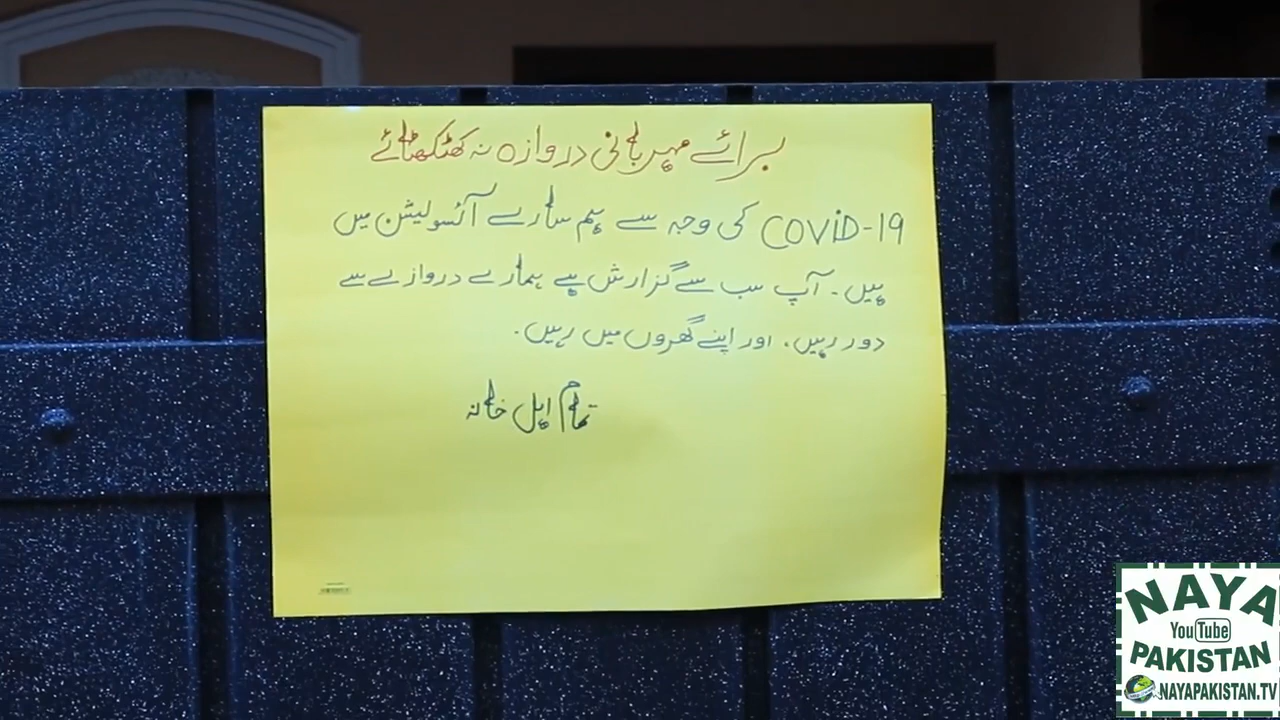 برائے مہربانی دروازہ نہ کھٹکھٹائے
COViD-19 کی وجہ سے ہم سارے آئسولیشن میں
ہیں۔ آپ سب سے گزارش ہے ہمارے دروازے سے
دور رہیں۔ اور اپنے گھروں میں رہیں۔
تمام اہل خانہ
NAYA
YouTube
PAKISTAN
NAYAPAKISTAN.TV